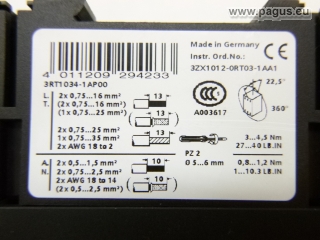 © www.pagus.eu
Made in Germany
Instr. Ord.No.:
3ZX1012-0RT03-1AA1
4 011209 294233
3RT1034-1AP00
L. 2x 0,75...16 mm² 13
T. (2x 0,75...16 mm²)
(1x 0,75...25 mm²) 13
CCC
A003617
22,5°
360°
2x 0,75...25 mm² 13
(1x 0,75...35 mm²)
2x AWG 18 to 2
PZ 2
Ø 5...6 mm
3...4,5 Nm
27...40 LB.IN
A. 2x 0,5...1,5 mm² 10
N. (2x 0,5...2,5 mm²)
2x AWG 18 to 14 10
(1x 0,5...2,5 mm²)
0,8...1,2 Nm
1...10.3 LB.IN